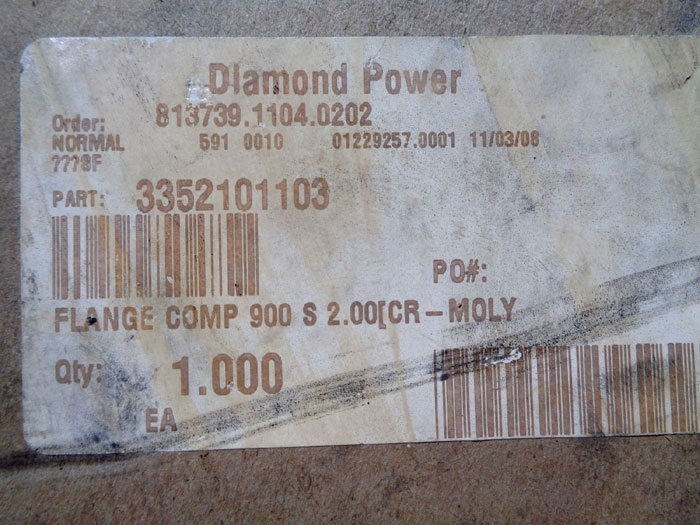 Diamond Power
Order: 813739.1104.0202
NORMAL 591 0010 01229257.0001 11/03/08
???SF
PART: 3352101103
PO#:
FLANGE COMP 900 S 2.00[CR-MOLY
Qty: 1.000
EA